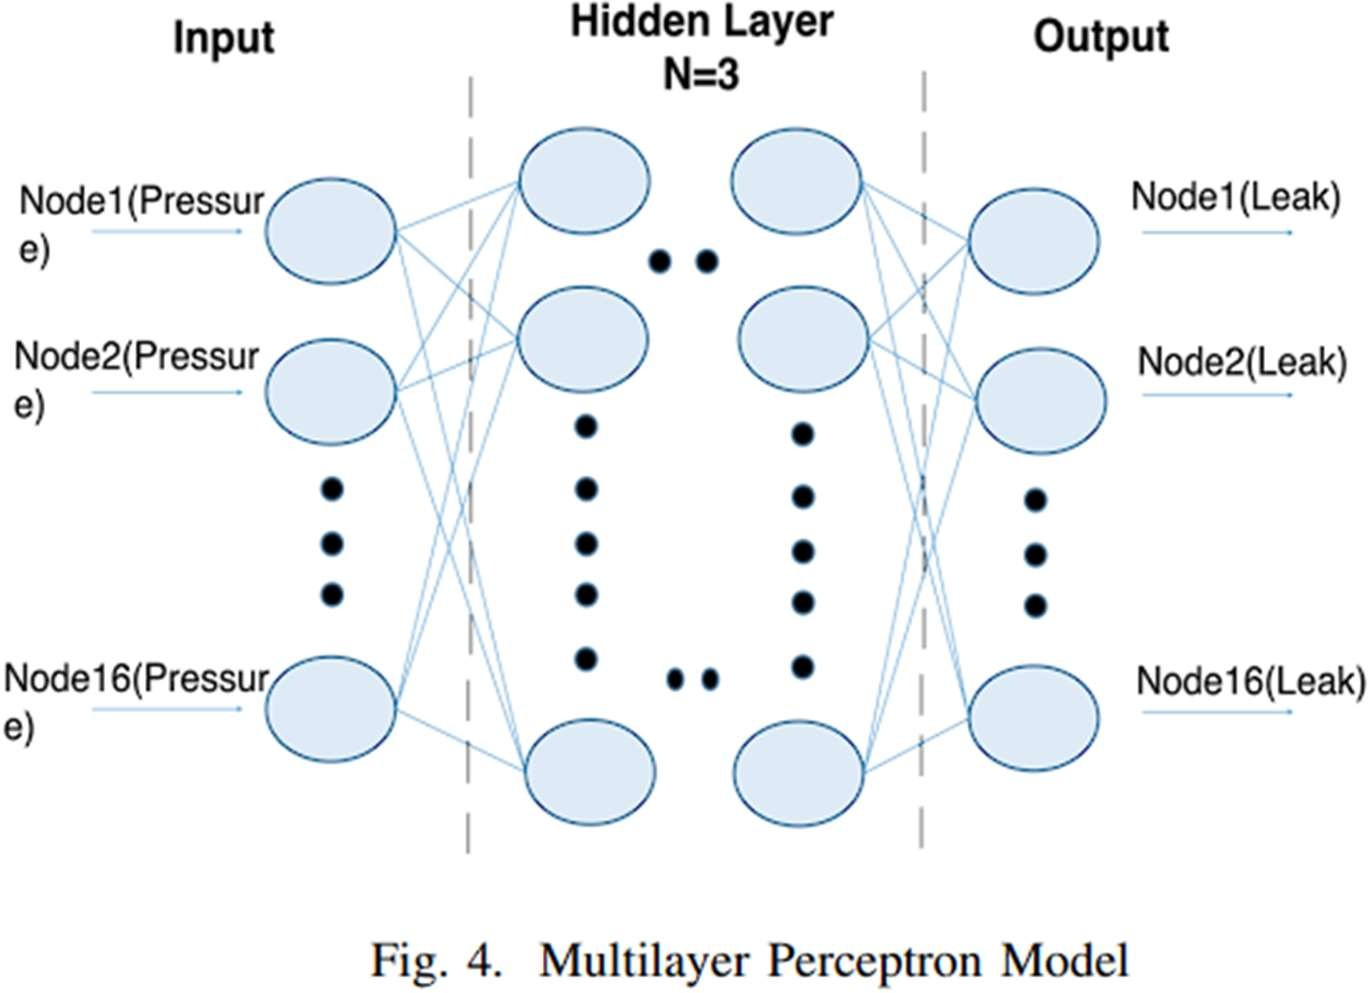 Input
Hidden Layer
N=3
Output
Node1(Pressur
e)
Node2(Pressur
e)
Node16(Pressur
e)
Node1(Leak)
Node2(Leak)
Node16(Leak)
Fig. 4. Multilayer Perceptron Model